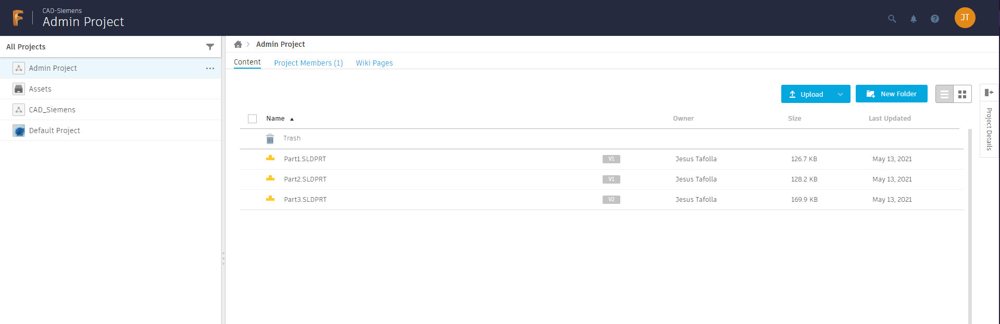 CAD-Siemens
Admin Project
JT
All Projects
Admin Project
Assets
CAD_Siemens
Default Project
Admin Project
Content Project Members (1) Wiki Pages
Upload New Folder
Project Details
Name Owner Size Last Updated
Trash
Part1.SLDPRT V1 Jesus Tafolla 126.7 KB May 13, 2021
Part2.SLDPRT V1 Jesus Tafolla 128.2 KB May 13, 2021
Part3.SLDPRT V2 Jesus Tafolla 169.9 KB May 13, 2021